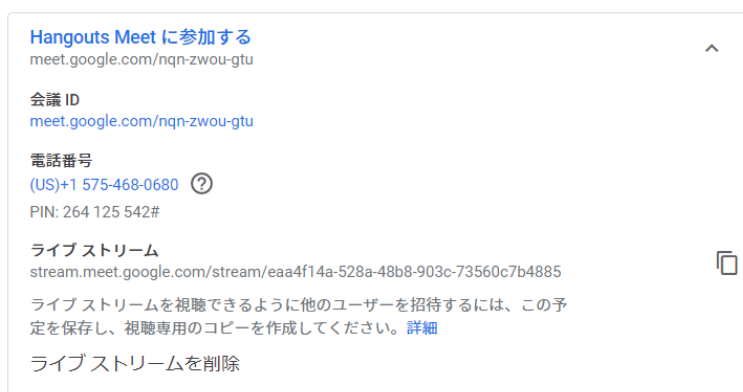 Hangouts Meet に参加する
meet.google.com/nqn-zwou-gtu
会議 ID
meet.google.com/nqn-zwou-gtu
電話番号
(US)+1 575-468-0680
PIN: 264 125 542#
ライブ ストリーム
stream.meet.google.com/stream/eaa4f14a-528a-48b8-903c-73560c7b4885
ライブ ストリームを視聴できるように他のユーザーを招待するには、この予
定を保存し、視聴専用のコピーを作成してください。詳細
ライブ ストリームを削除